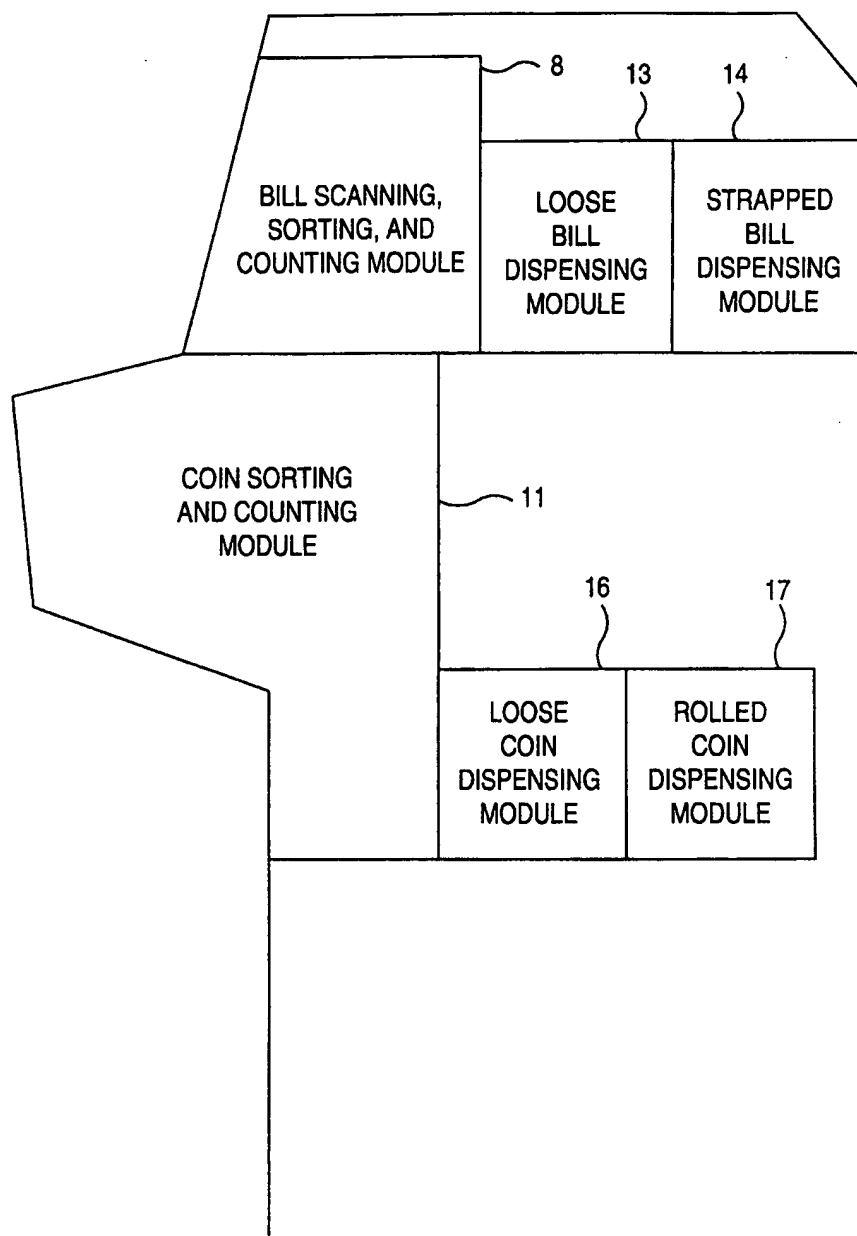 8
13
14
BILL SCANNING,
SORTING, AND
COUNTING MODULE
LOOSE
BILL
DISPENSING
MODULE
STRAPPED
BILL
DISPENSING
MODULE
COIN SORTING
AND COUNTING
MODULE
11
16
17
LOOSE
COIN
DISPENSING
MODULE
ROLLED
COIN
DISPENSING
MODULE